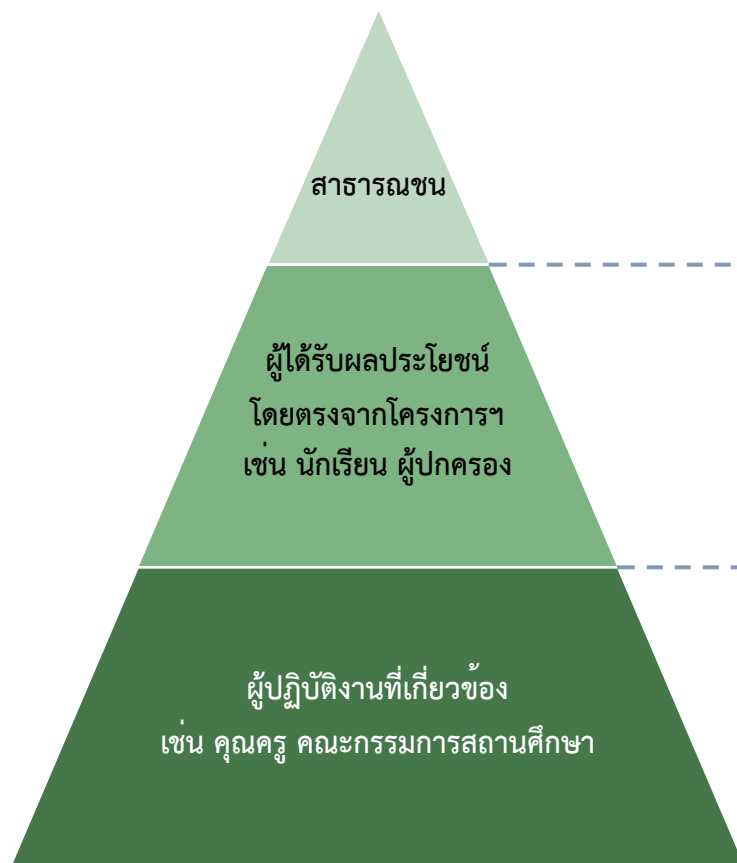 สาธารณชน
ผู้ได้รับผลประโยชน์
โดยตรงจากโครงการฯ
เช่น นักเรียน ผู้ปกครอง
ผู้ปฏิบัติงานที่เกี่ยวข้อง
เช่น คุณครู คณะกรรมการสถานศึกษา